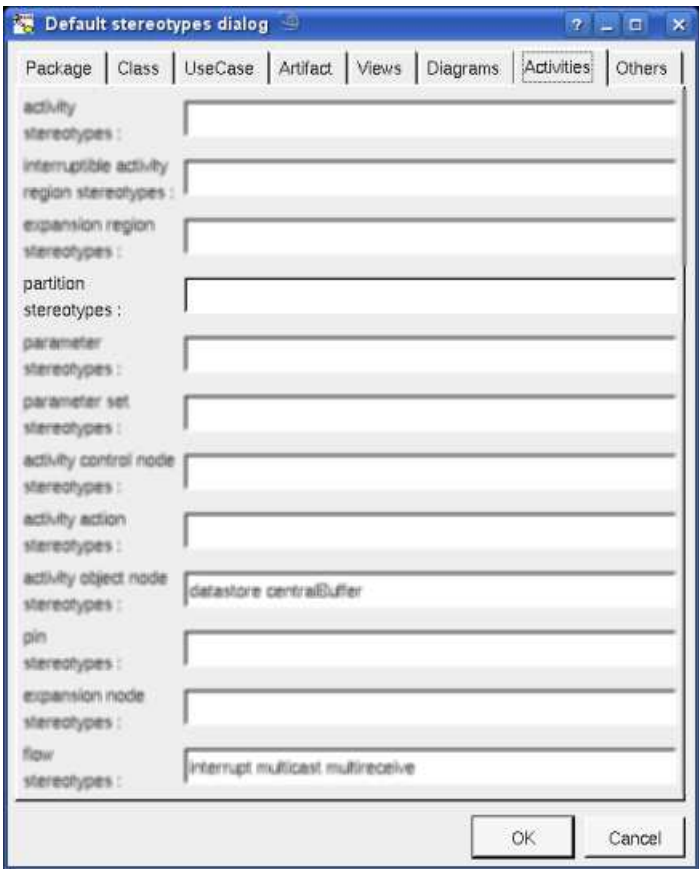 Default stereotypes dialog
Package Class UseCase Artifact Views Diagrams Activities Others
activity
stereotypes :
interruptible activity
region stereotypes :
expansion region
stereotypes :
partition
stereotypes :
parameter
stereotypes :
parameter set
stereotypes :
activity control node
stereotypes :
activity action
stereotypes :
activity object node
stereotypes :
datastore centralBuffer
pin
stereotypes :
expansion node
stereotypes :
flow
stereotypes :
interrupt multicast multireceive
OK Cancel